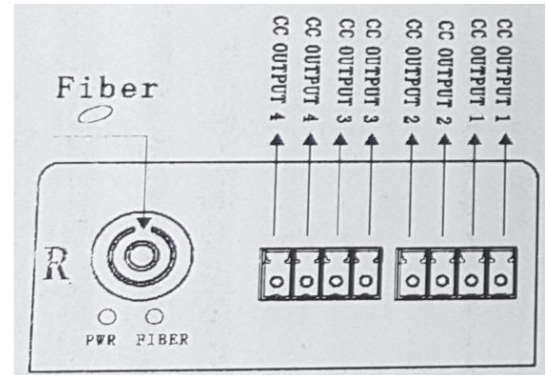 Fiber
CC OUTPUT 4
CC OUTPUT 4
CC OUTPUT 3
CC OUTPUT 3
CC OUTPUT 2
CC OUTPUT 2
CC OUTPUT 1
CC OUTPUT 1
R
PWR FIBER